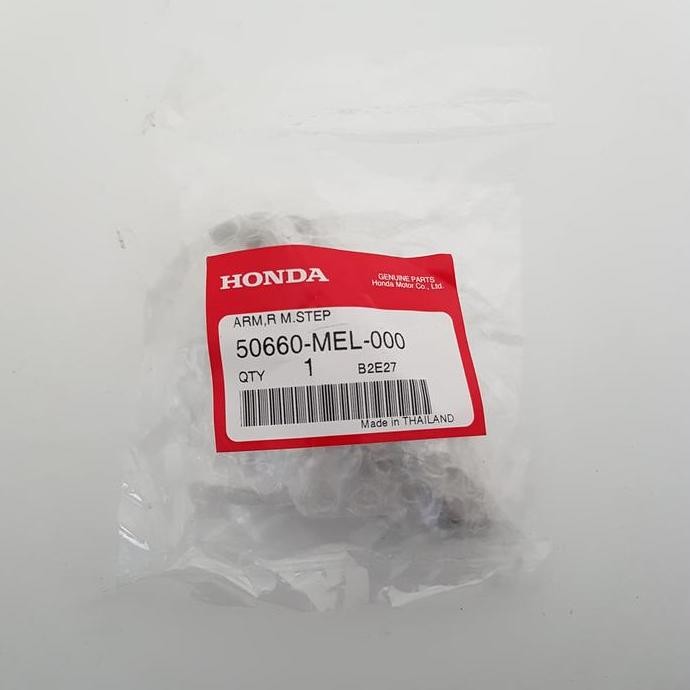 HONDA
GENUINE PARTS
Honda Motor Co., Ltd.
ARM,R M.STEP
50660-MEL-000
QTY 1 B2E27
Made in THAILAND